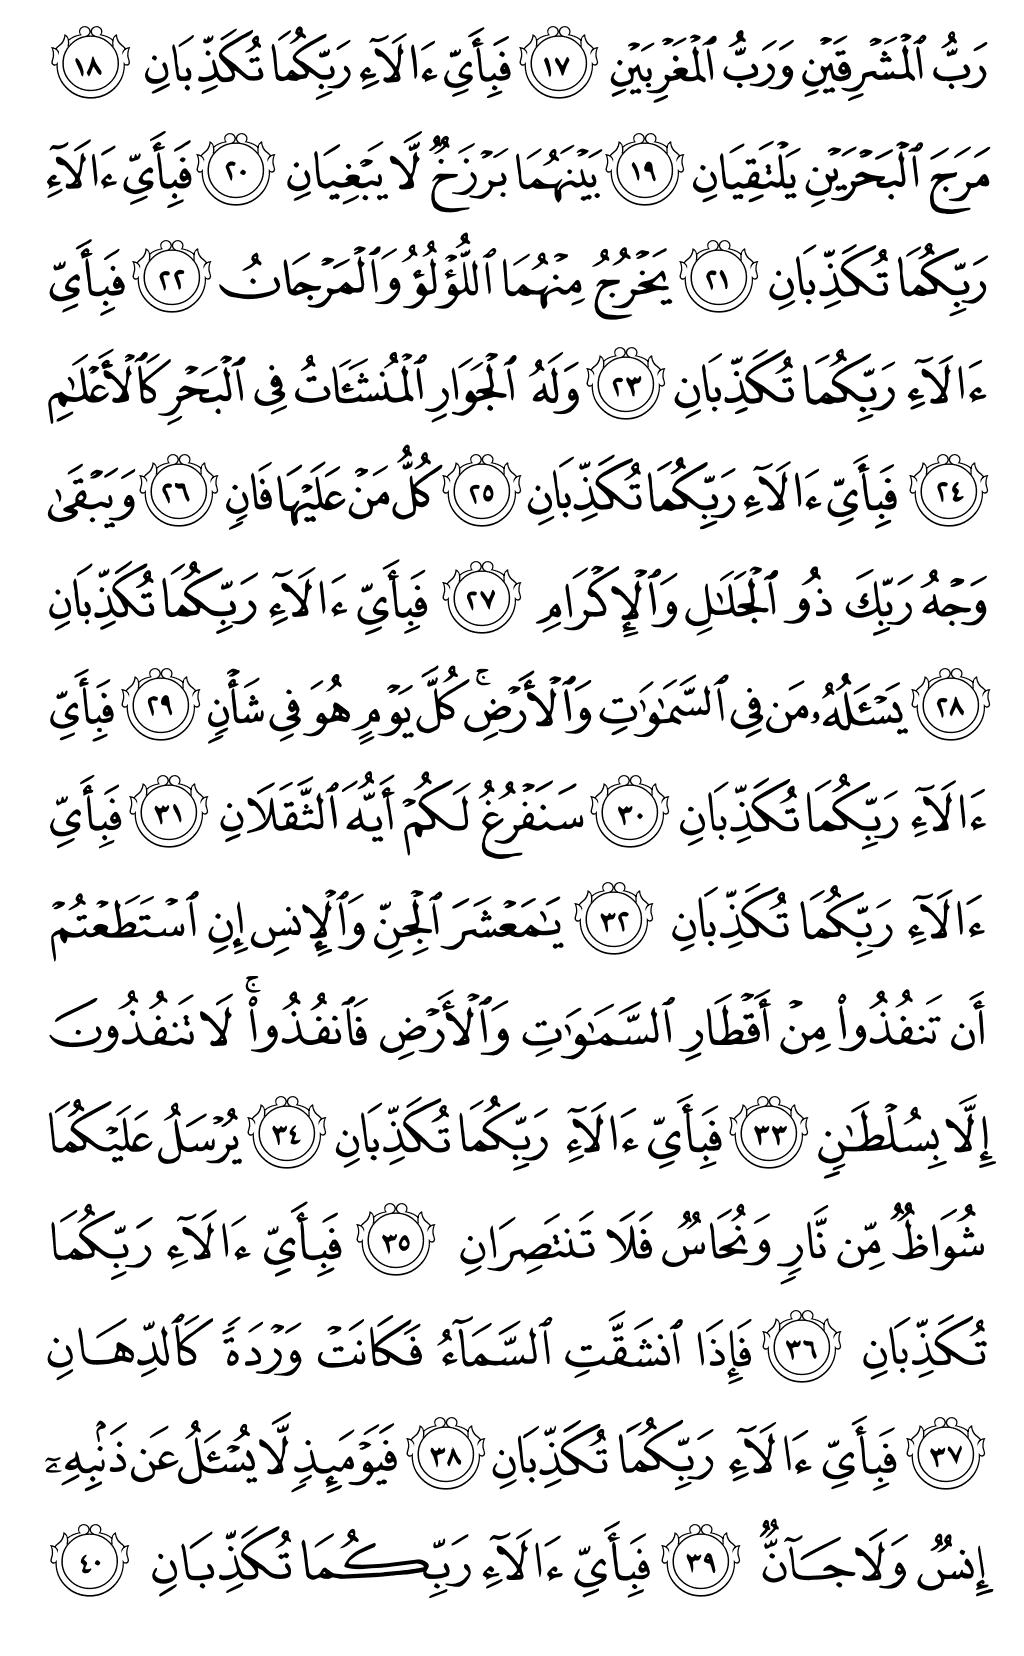 رَبُّ ٱلْمَشْرِقَيْنِ وَرَبُّ ٱلْمَغْرِبَيْنِ ١٧ فَبِأَىِّ ءَالَآءِ رَبِّكُمَا تُكَذِّبَانِ ١٨
مَرَجَ ٱلْبَحْرَيْنِ يَلْتَقِيَانِ ١٩ بَيْنَهُمَا بَرْزَخٌ لَّا يَبْغِيَانِ ٢٠ فَبِأَىِّ ءَالَآءِ
رَبِّكُمَا تُكَذِّبَانِ ٢١ يَخْرُجُ مِنْهُمَا ٱللُّؤْلُؤُ وَٱلْمَرْجَانُ ٢٢ فَبِأَىِّ
ءَالَآءِ رَبِّكُمَا تُكَذِّبَانِ ٢٣ وَلَهُ ٱلْجَوَارِ ٱلْمُنشَـَٔاتُ فِى ٱلْبَحْرِ كَٱلْأَعْلَـٰمِ
٢٤ فَبِأَىِّ ءَالَآءِ رَبِّكُمَا تُكَذِّبَانِ ٢٥ كُلُّ مَنْ عَلَيْهَا فَانٍ ٢٦ وَيَبْقَىٰ
وَجْهُ رَبِّكَ ذُو ٱلْجَلَـٰلِ وَٱلْإِكْرَامِ ٢٧ فَبِأَىِّ ءَالَآءِ رَبِّكُمَا تُكَذِّبَانِ
٢٨ يَسْـَٔلُهُۥ مَن فِى ٱلسَّمَـٰوَٰتِ وَٱلْأَرْضِ ۚ كُلَّ يَوْمٍ هُوَ فِى شَأْنٍ ٢٩ فَبِأَىِّ
ءَالَآءِ رَبِّكُمَا تُكَذِّبَانِ ٣٠ سَنَفْرُغُ لَكُمْ أَيُّهَ ٱلثَّقَلَانِ ٣١ فَبِأَىِّ
ءَالَآءِ رَبِّكُمَا تُكَذِّبَانِ ٣٢ يَـٰمَعْشَرَ ٱلْجِنِّ وَٱلْإِنسِ إِنِ ٱسْتَطَعْتُمْ
أَن تَنفُذُوا۟ مِنْ أَقْطَارِ ٱلسَّمَـٰوَٰتِ وَٱلْأَرْضِ فَٱنفُذُوا۟ ۚ لَا تَنفُذُونَ
إِلَّا بِسُلْطَـٰنٍ ٣٣ فَبِأَىِّ ءَالَآءِ رَبِّكُمَا تُكَذِّبَانِ ٣٤ يُرْسَلُ عَلَيْكُمَا
شُوَاظٌ مِّن نَّارٍ وَنُحَاسٌ فَلَا تَنتَصِرَانِ ٣٥ فَبِأَىِّ ءَالَآءِ رَبِّكُمَا
تُكَذِّبَانِ ٣٦ فَإِذَا ٱنشَقَّتِ ٱلسَّمَآءُ فَكَانَتْ وَرْدَةً كَٱلدِّهَانِ
٣٧ فَبِأَىِّ ءَالَآءِ رَبِّكُمَا تُكَذِّبَانِ ٣٨ فَيَوْمَئِذٍ لَّا يُسْـَٔلُ عَن ذَنۢبِهِۦٓ
إِنسٌ وَلَا جَآنٌّ ٣٩ فَبِأَىِّ ءَالَآءِ رَبِّكُمَا تُكَذِّبَانِ ٤٠